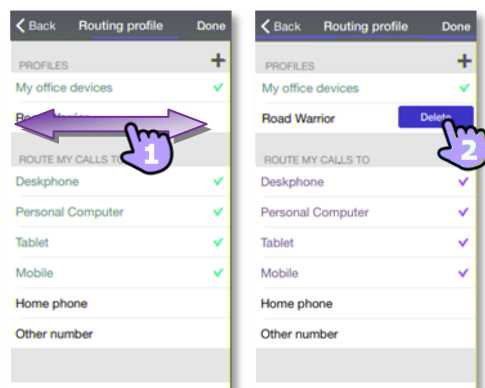 Back Routing profile Done
PROFILES
My office devices
Road Warrior
1
ROUTE MY CALLS TO
Deskphone
Personal Computer
Tablet
Mobile
Home phone
Other number
Back Routing profile Done
PROFILES
My office devices
Road Warrior Delete
2
ROUTE MY CALLS TO
Deskphone
Personal Computer
Tablet
Mobile
Home phone
Other number